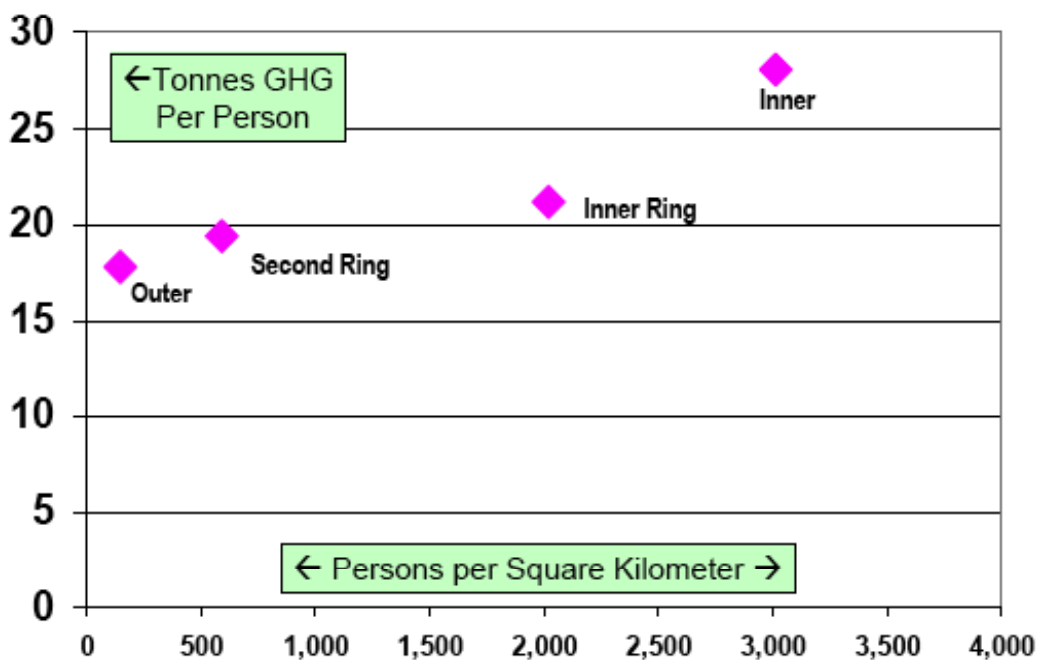 30
←Tonnes GHG
Per Person
Inner
25
Inner Ring
20
Second Ring
Outer
15
10
5
← Persons per Square Kilometer →
0
0 500 1,000 1,500 2,000 2,500 3,000 3,500 4,000